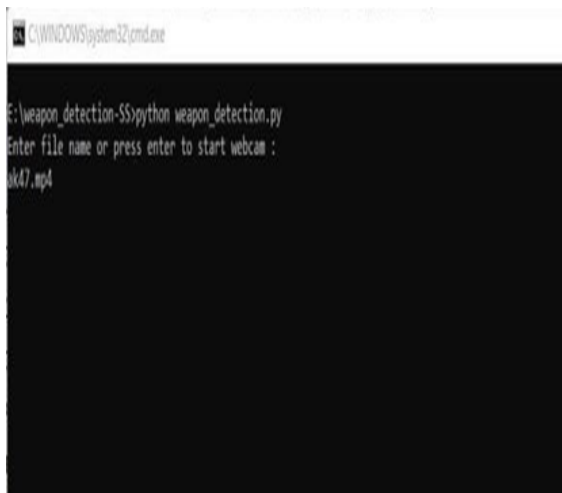 C:\WINDOWS\system32\cmd.exe
E:\weapon_detection-SS>python weapon_detection.py
Enter file name or press enter to start webcam :
ak47.mp4